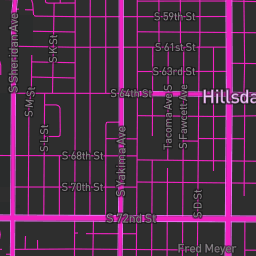 S 59th St
S Sheridan Ave
S K St
S 61st St
S 63rd St
S M St
S 64th St
Hillsda
Tacoma Ave S
S Fawcett Ave
S L St
S Yakima Ave
S 68th St
S 70th St
S D St
S 72nd St
Fred Meyer